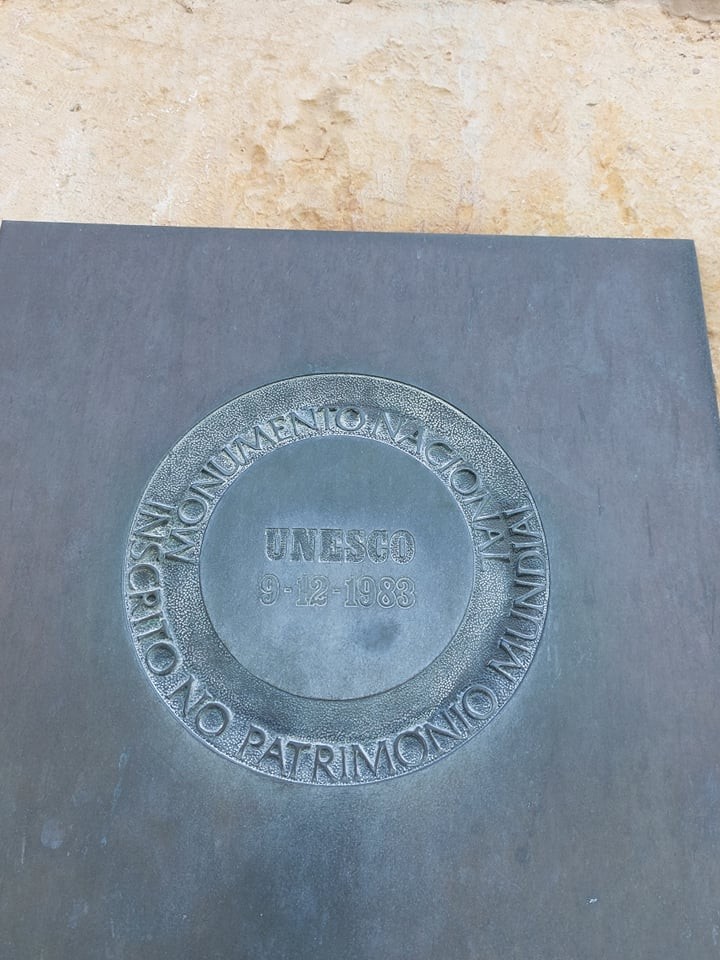 MONUMENTO NACIONAL
UNESCO
9-12-1983
INSCRITO NO PATRIMÓNIO MUNDIAL